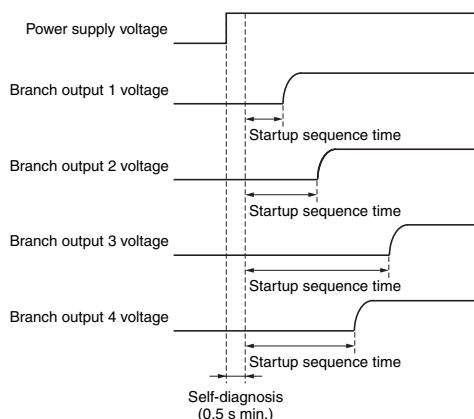 Power supply voltage
Branch output 1 voltage
Startup sequence time
Branch output 2 voltage
Startup sequence time
Branch output 3 voltage
Startup sequence time
Branch output 4 voltage
Startup sequence time
Self-diagnosis
(0.5 s min.)